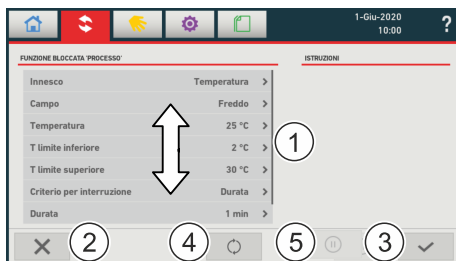 1-Giu-2020
10:00
?
FUNZIONE BLOCCATA 'PROCESSO'
ISTRUZIONI
Innesco Temperatura >
Campo Freddo >
Temperatura 25 °C >
T limite inferiore 2 °C >
T limite superiore 30 °C >
Criterio per interruzione Durata >
Durata 1 min >
1
2
4
5
3